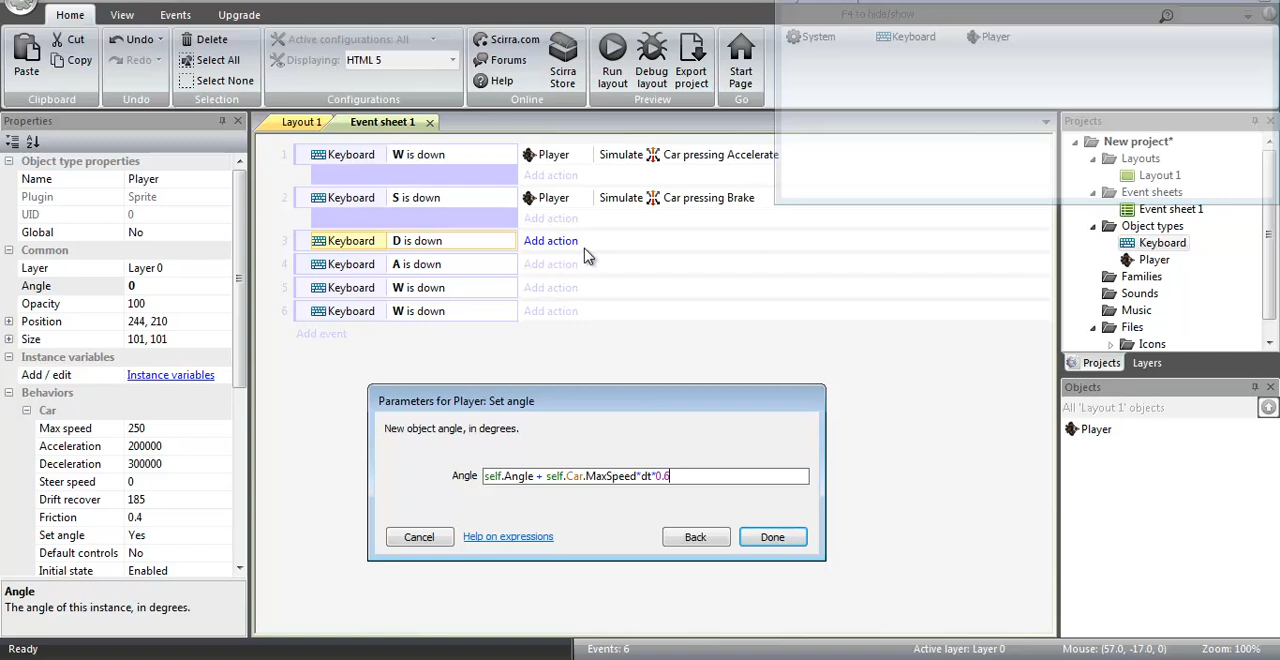 Home View Events Upgrade
F4 to hide/show
Paste Cut Copy Clipboard
Undo Redo Undo
Delete Select All Select None Selection
Active configurations: All
Displaying: HTML 5
Configurations
Scirra.com Forums Help Scirra Store Online
Run layout Debug layout Export project Preview
Start Page Go
System Keyboard Player
Properties
Object type properties
Name Player
Plugin Sprite
UID 0
Global No
Common
Layer Layer 0
Angle 0
Opacity 100
Position 244, 210
Size 101, 101
Instance variables
Add / edit Instance variables
Behaviors
Car
Max speed 250
Acceleration 200000
Deceleration 300000
Steer speed 0
Drift recover 185
Friction 0.4
Set angle Yes
Default controls No
Initial state Enabled
Angle
The angle of this instance, in degrees.
Layout 1 Event sheet 1
1 Keyboard W is down Player Simulate Car pressing Accelerate
Add action
2 Keyboard S is down Player Simulate Car pressing Brake
Add action
3 Keyboard D is down Add action
4 Keyboard A is down Add action
5 Keyboard W is down Add action
6 Keyboard W is down Add action
Add event
Parameters for Player: Set angle
New object angle, in degrees.
Angle self.Angle + self.Car.MaxSpeed*dt*0.6
Cancel Help on expressions Back Done
Projects
New project*
Layouts
Layout 1
Event sheets
Event sheet 1
Object types
Keyboard
Player
Families
Sounds
Music
Files
Icons
Projects Layers
Objects
All 'Layout 1' objects
Player
Ready Events: 6 Active layer: Layer 0 Mouse: (57.0, -17.0, 0) Zoom: 100%